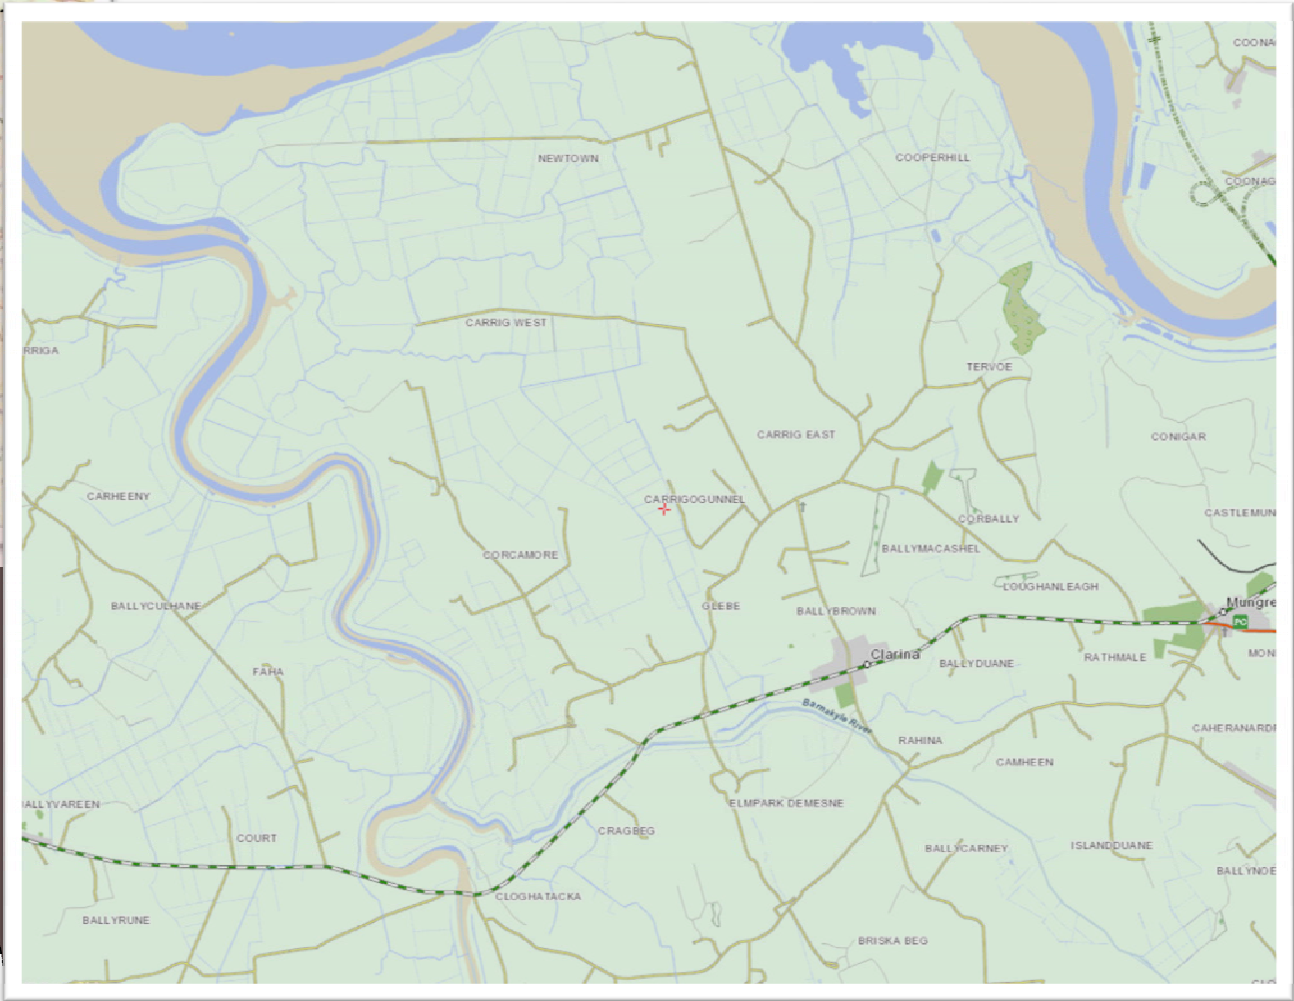 COONA
NEWTOWN
COOPERHILL
COONAG
CARRIG WEST
RRIGA
TERVOE
CARRIG EAST
CONIGAR
CARHEENY
CARRIGOGUNNEL
CASTLEMUN
CORBALLY
CORCAMORE
BALLYMACASHEL
LOUGHANLEAGH
BALLYCULHANE
GLEBE
BALLYBROWN
Mungre
PC
Clarina
BALLYDUANE
RATHMALE
MON
FAHA
Barnakyle River
RAHINA
CAHERANARDR
CAMHEEN
ALLYVAREEN
ELMPARK DEMESNE
CRAGBEG
COURT
BALLYCARNEY
ISLANDDUANE
BALLYNOE
CLOGHATACKA
BALLYRUNE
BRISKA BEG